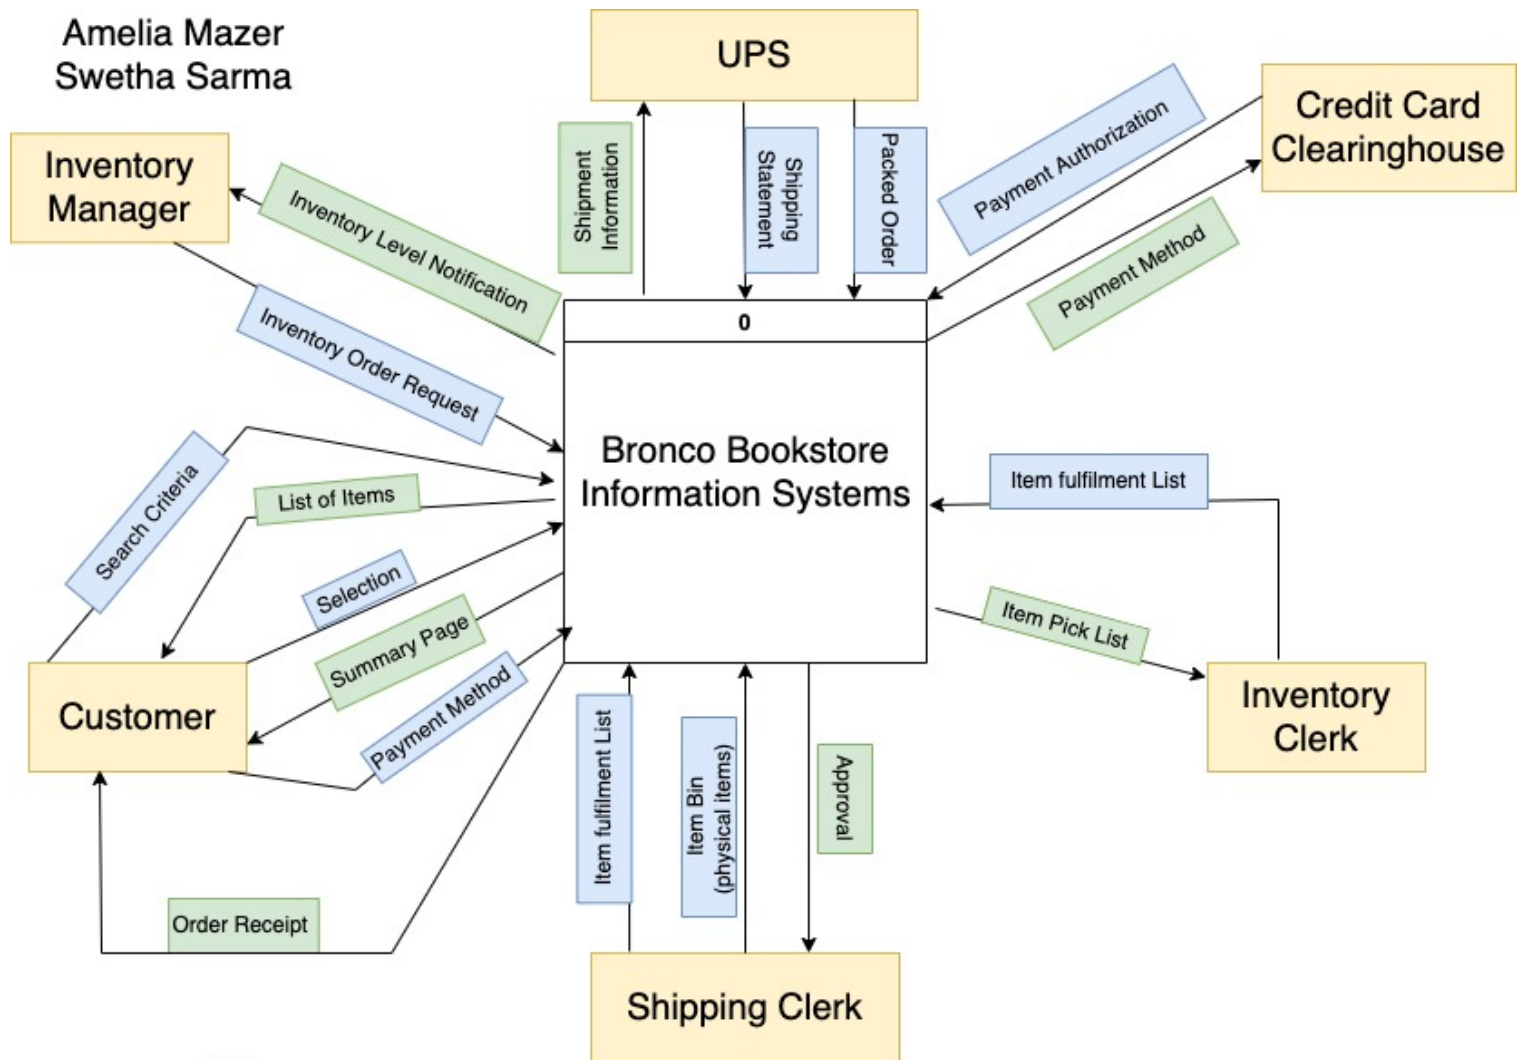 Amelia Mazer
Swetha Sarma
UPS
Credit Card
Clearinghouse
Inventory
Manager
Shipment
Information
Shipping
Statement
Packed Order
Payment Authorization
Payment Method
Inventory Level Notification
Inventory Order Request
0
Bronco Bookstore
Information Systems
Search Criteria
List of Items
Selection
Summary Page
Payment Method
Customer
Order Receipt
Item fulfilment List
Item Pick List
Inventory
Clerk
Item fulfilment List
Item Bin
(physical items)
Approval
Shipping Clerk